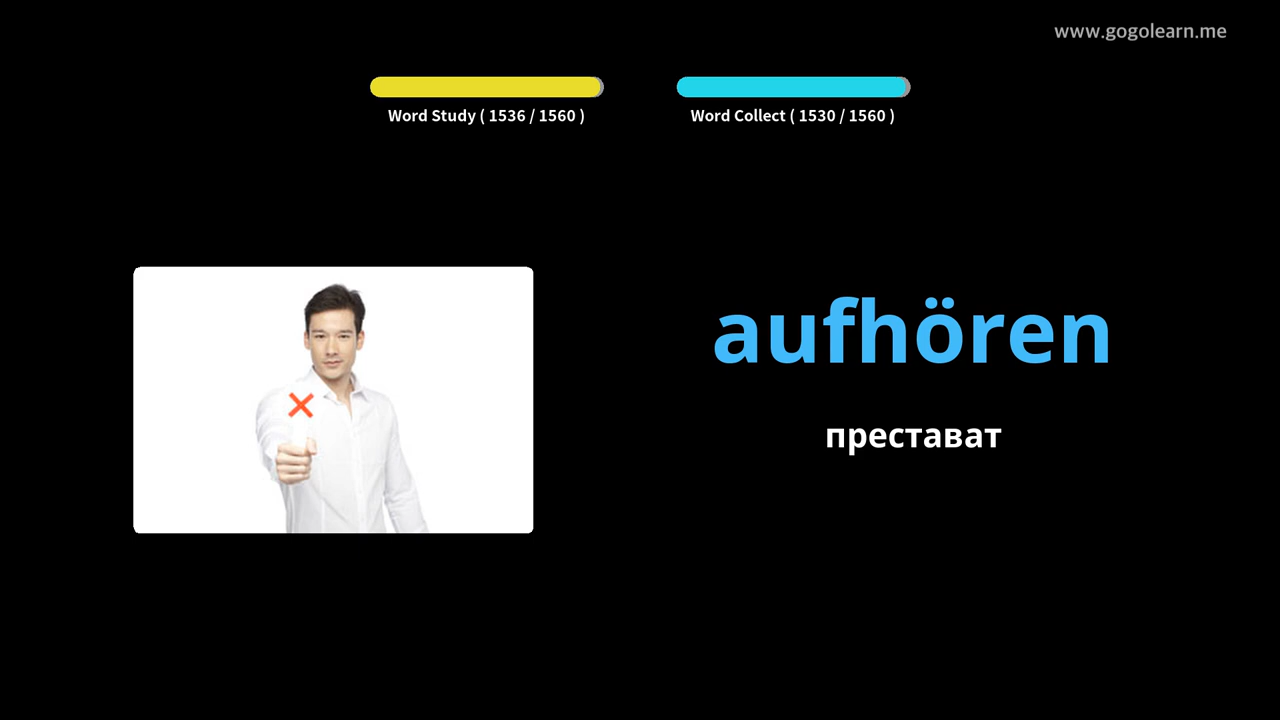 www.gogolearn.me
Word Study ( 1536 / 1560 )
Word Collect ( 1530 / 1560 )
aufhören
престават